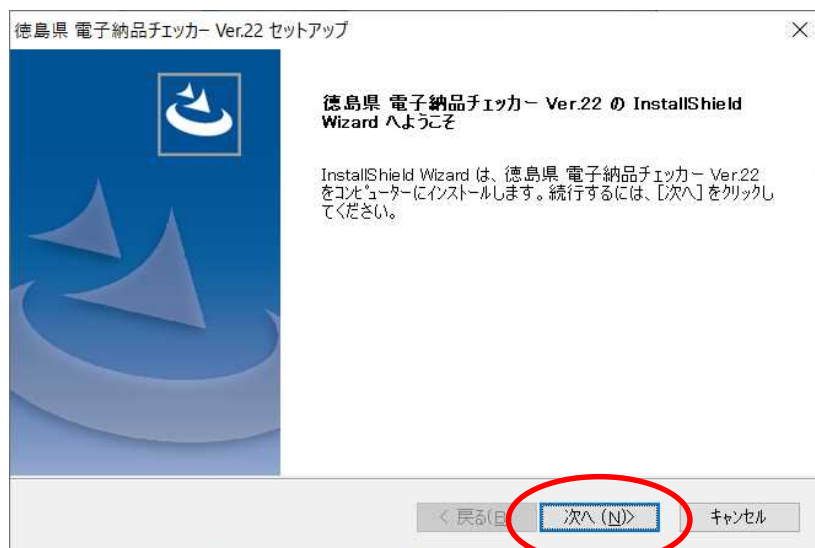 徳島県 電子納品チェッカー Ver.22 セットアップ
徳島県 電子納品チェッカー Ver.22 の InstallShield
Wizard へようこそ
InstallShield Wizard は、徳島県 電子納品チェッカー Ver.22
をコンピューターにインストールします。続行するには、[次へ] をクリックし
てください。
< 戻る(B 次へ (N)> キャンセル